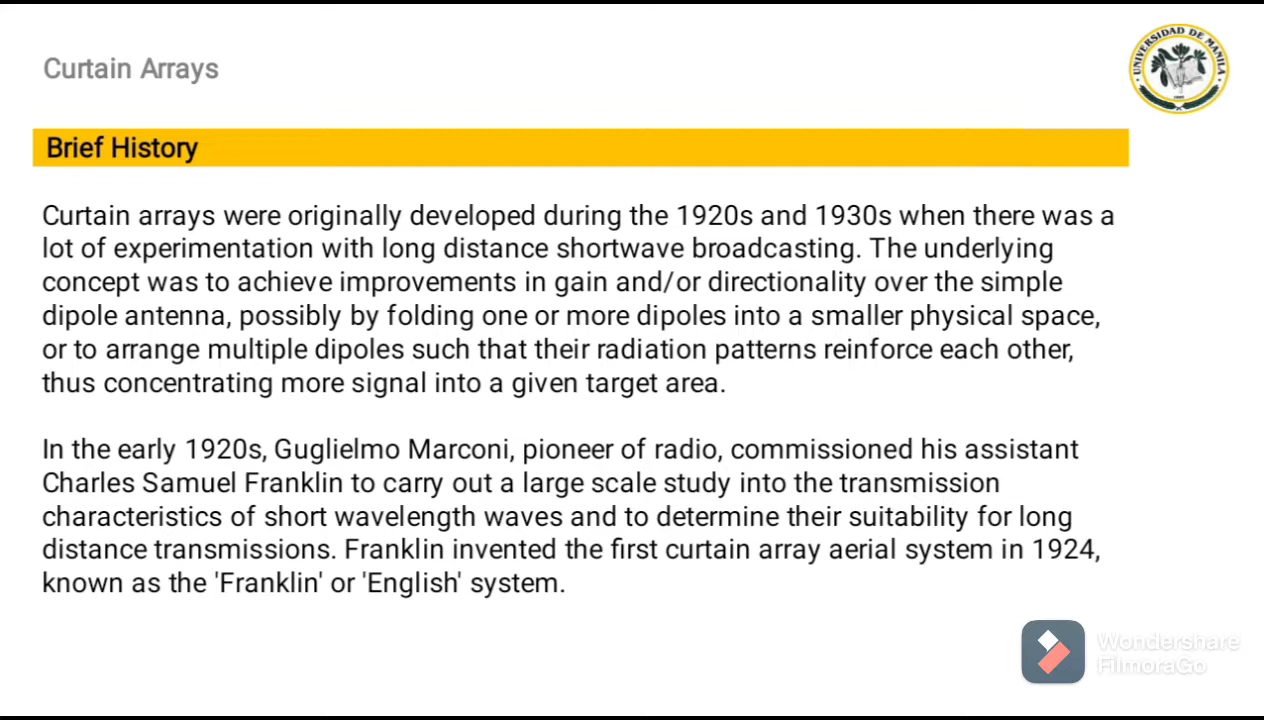 Curtain Arrays
UNIVERSIDAD DE MANILA
Brief History
Curtain arrays were originally developed during the 1920s and 1930s when there was a
lot of experimentation with long distance shortwave broadcasting. The underlying
concept was to achieve improvements in gain and/or directionality over the simple
dipole antenna, possibly by folding one or more dipoles into a smaller physical space,
or to arrange multiple dipoles such that their radiation patterns reinforce each other,
thus concentrating more signal into a given target area.
In the early 1920s, Guglielmo Marconi, pioneer of radio, commissioned his assistant
Charles Samuel Franklin to carry out a large scale study into the transmission
characteristics of short wavelength waves and to determine their suitability for long
distance transmissions. Franklin invented the first curtain array aerial system in 1924,
known as the 'Franklin' or 'English' system.
Wondershare
FilmoraGo